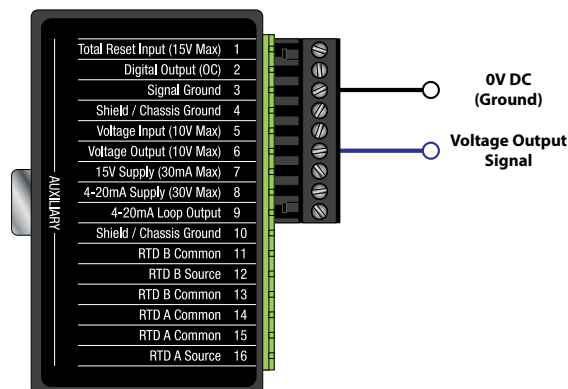 Total Reset Input (15V Max) 1
Digital Output (OC) 2
Signal Ground 3
Shield / Chassis Ground 4
Voltage Input (10V Max) 5
Voltage Output (10V Max) 6
15V Supply (30mA Max) 7
4-20mA Supply (30V Max) 8
4-20mA Loop Output 9
Shield / Chassis Ground 10
RTD B Common 11
RTD B Source 12
RTD B Common 13
RTD A Common 14
RTD A Common 15
RTD A Source 16
AUXILIARY
0V DC
(Ground)
Voltage Output
Signal